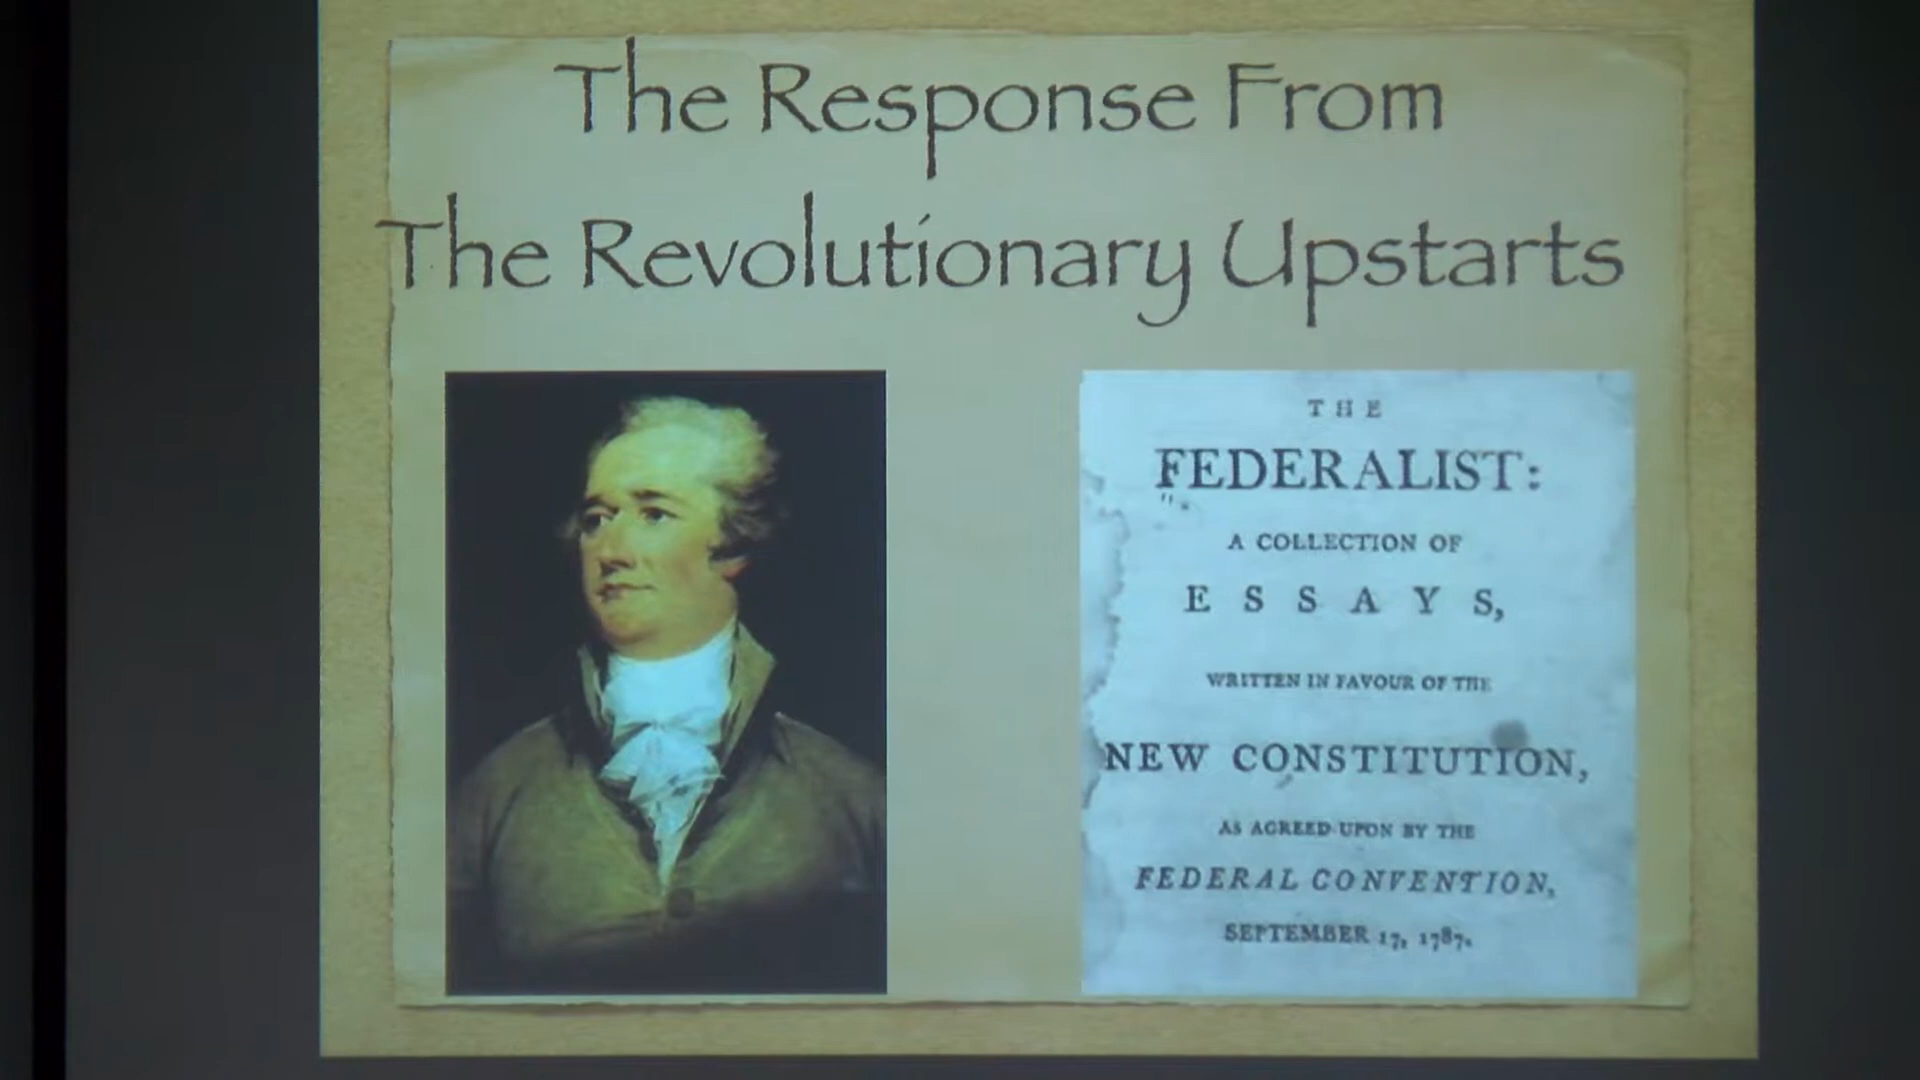 The Response From
The Revolutionary Upstarts
THE
FEDERALIST:
A COLLECTION OF
ESSAYS,
WRITTEN IN FAVOUR OF THE
NEW CONSTITUTION,
AS AGREED UPON BY THE
FEDERAL CONVENTION,
SEPTEMBER 17, 1787.